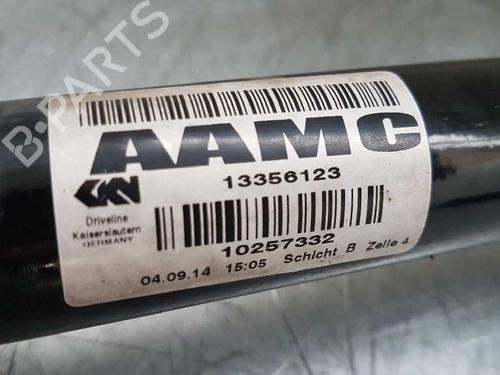 B-PARTS
AAMC
13356123
GKN
Driveline
Kaiserslautern
GERMANY
10257332
04.09.14 15:05 Schicht B Zelle 4